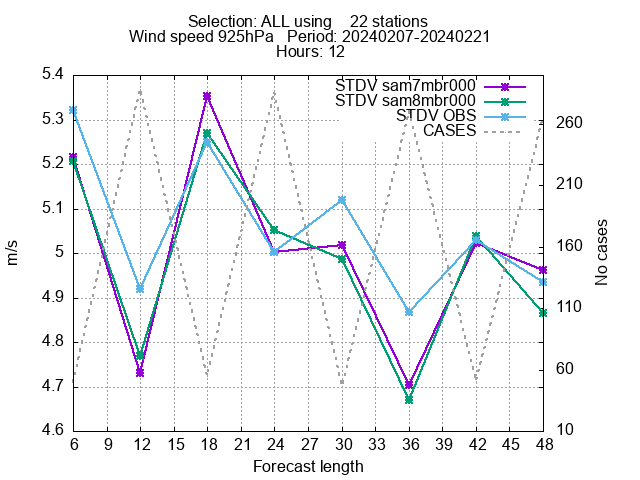 Selection: ALL using    22 stations
Wind speed 925hPa   Period: 20240207-20240221
Hours: 12
STDV sam7mbr000
STDV sam8mbr000
STDV OBS
CASES
5.4
5.3
5.2
5.1
5
4.9
4.8
4.7
4.6
m/s
260
210
160
110
60
10
No cases
6 9 12 15 18 21 24 27 30 33 36 39 42 45 48
Forecast length